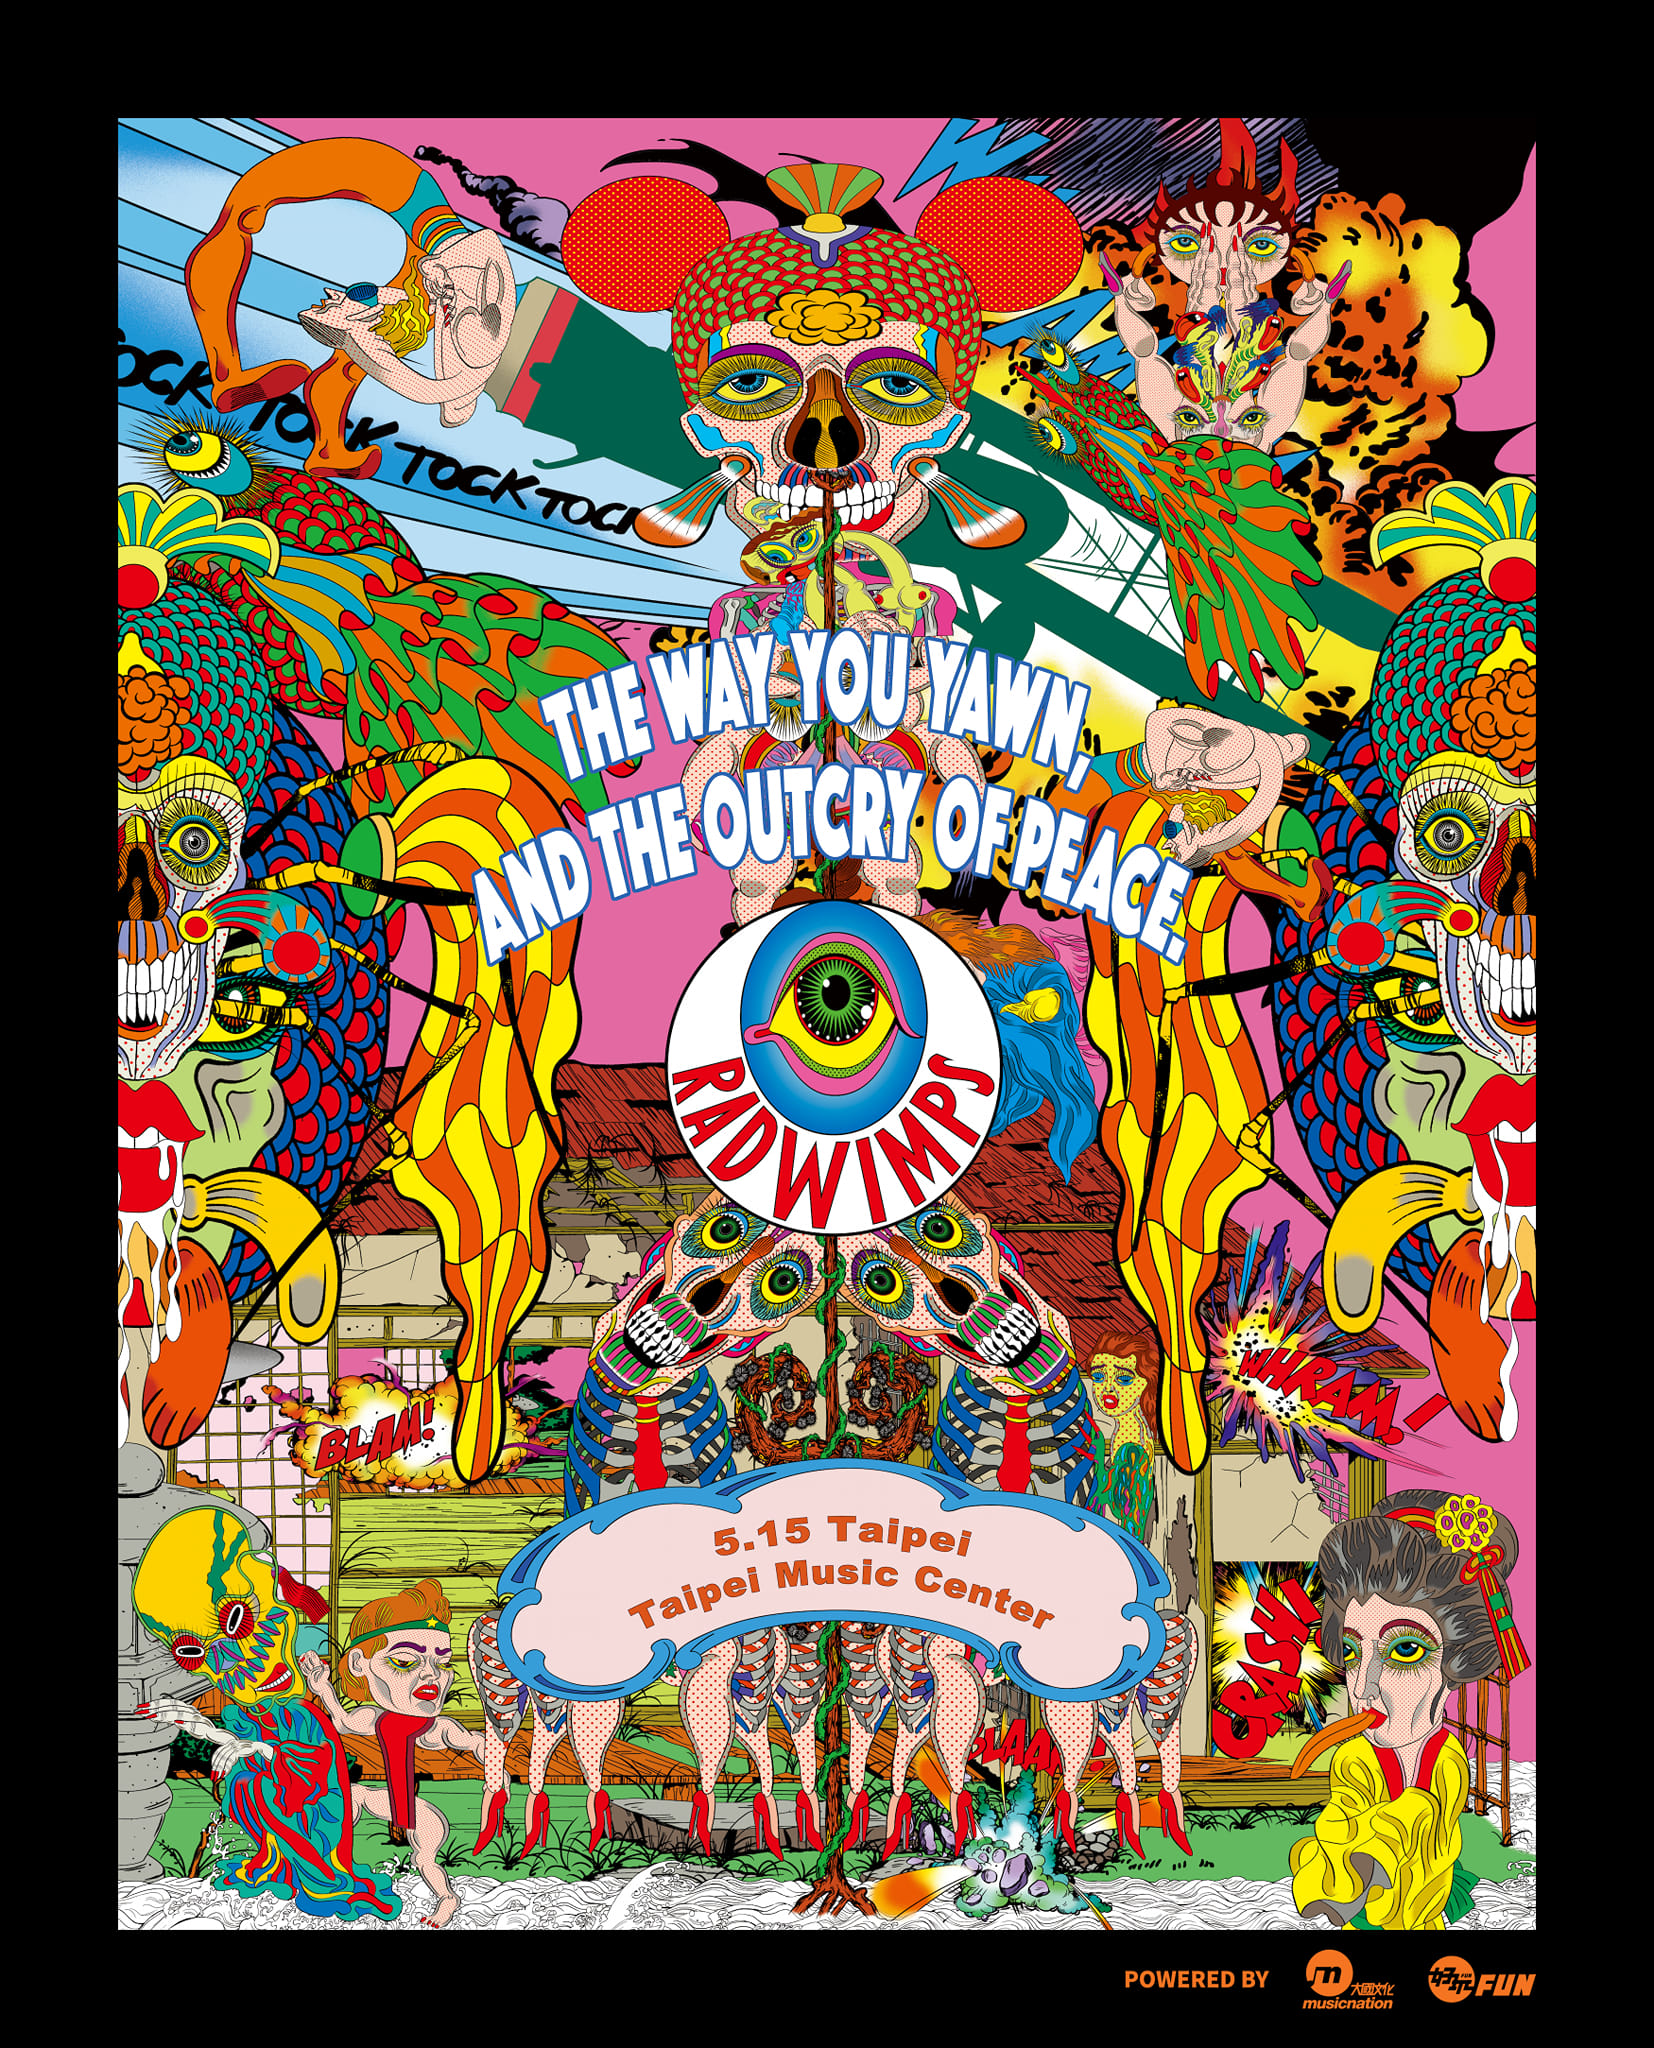 TOCK TOCK TOCK TOCK
THE WAY YOU YAWN,
AND THE OUTCRY OF PEACE.
RADWIMPS
BLAM!
WHRAM!
5.15 Taipei
Taipei Music Center
CRASH!
POWERED BY
m
大國文化
musicnation
好玩
FUN
FUN